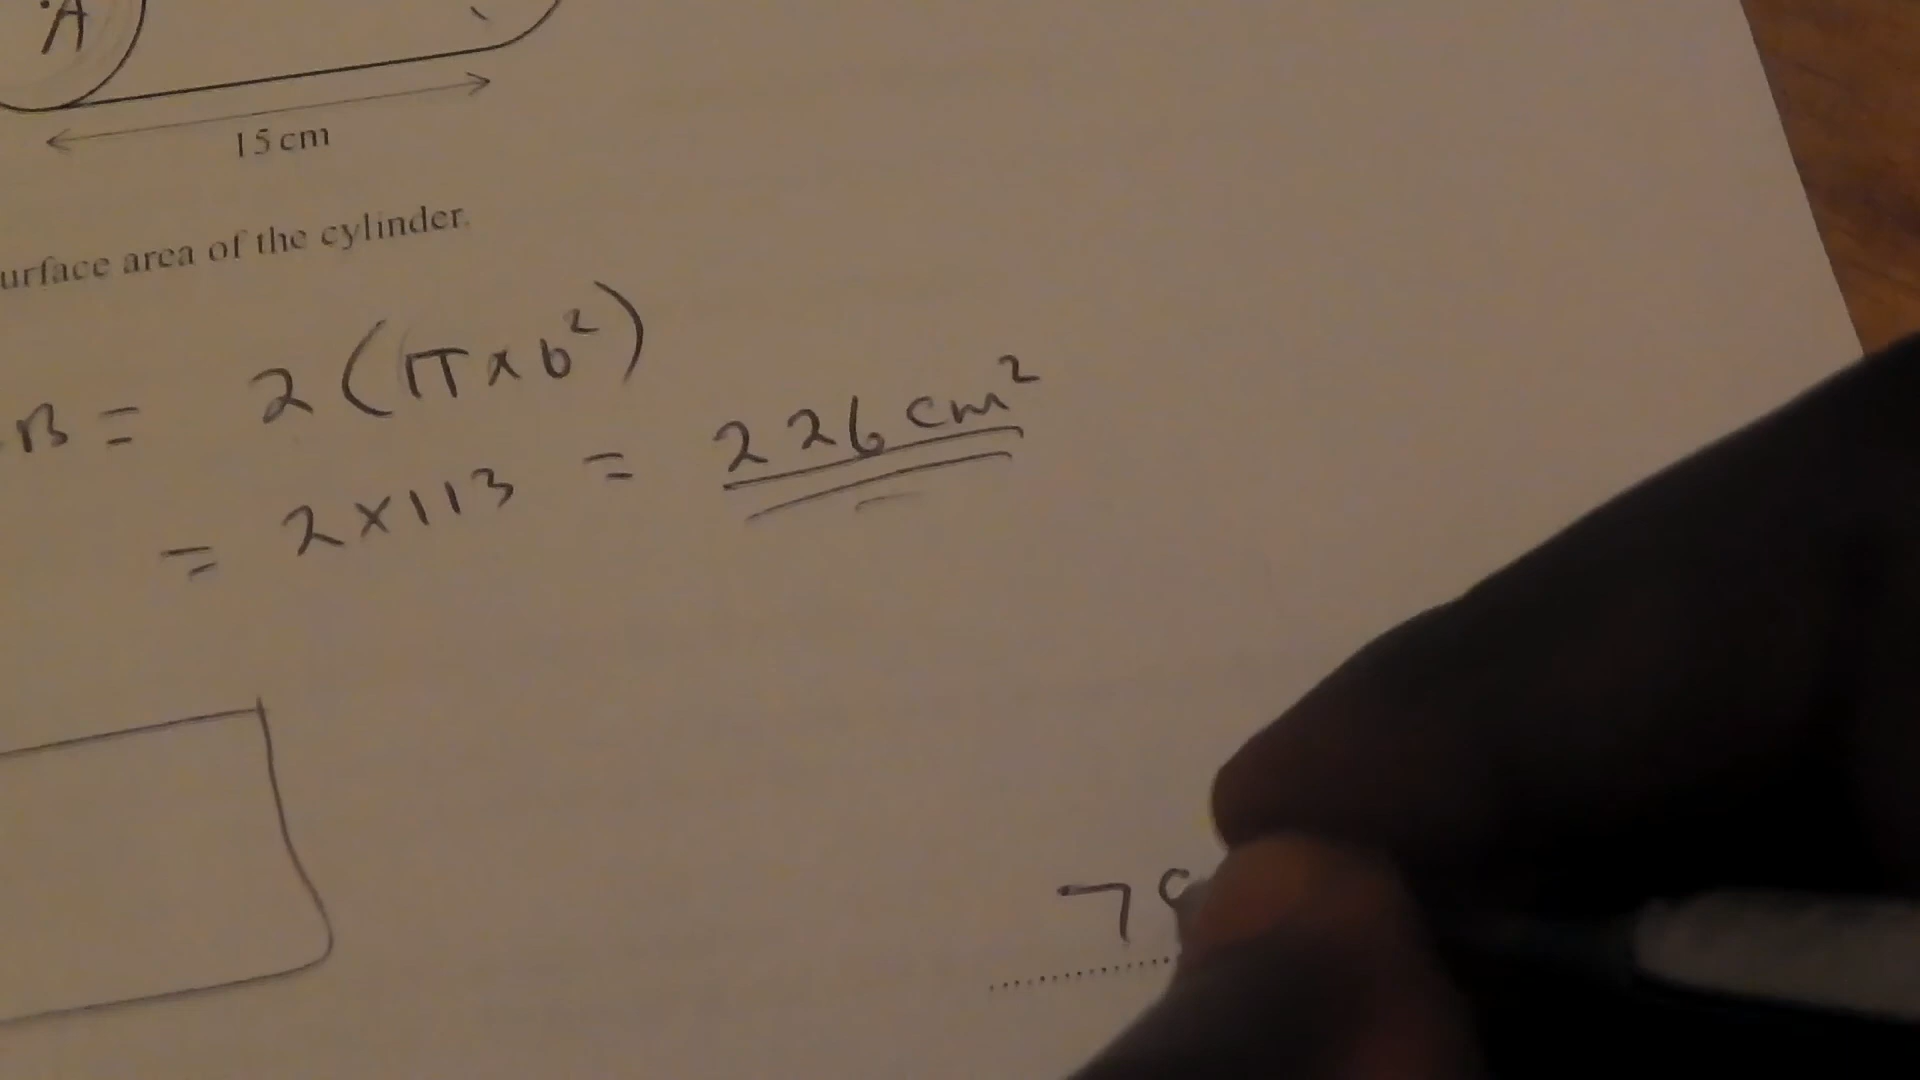 A
15 cm
urface area of the cylinder.
B = 2 (π x 6²)
= 2 x 113 = 226 cm²
7